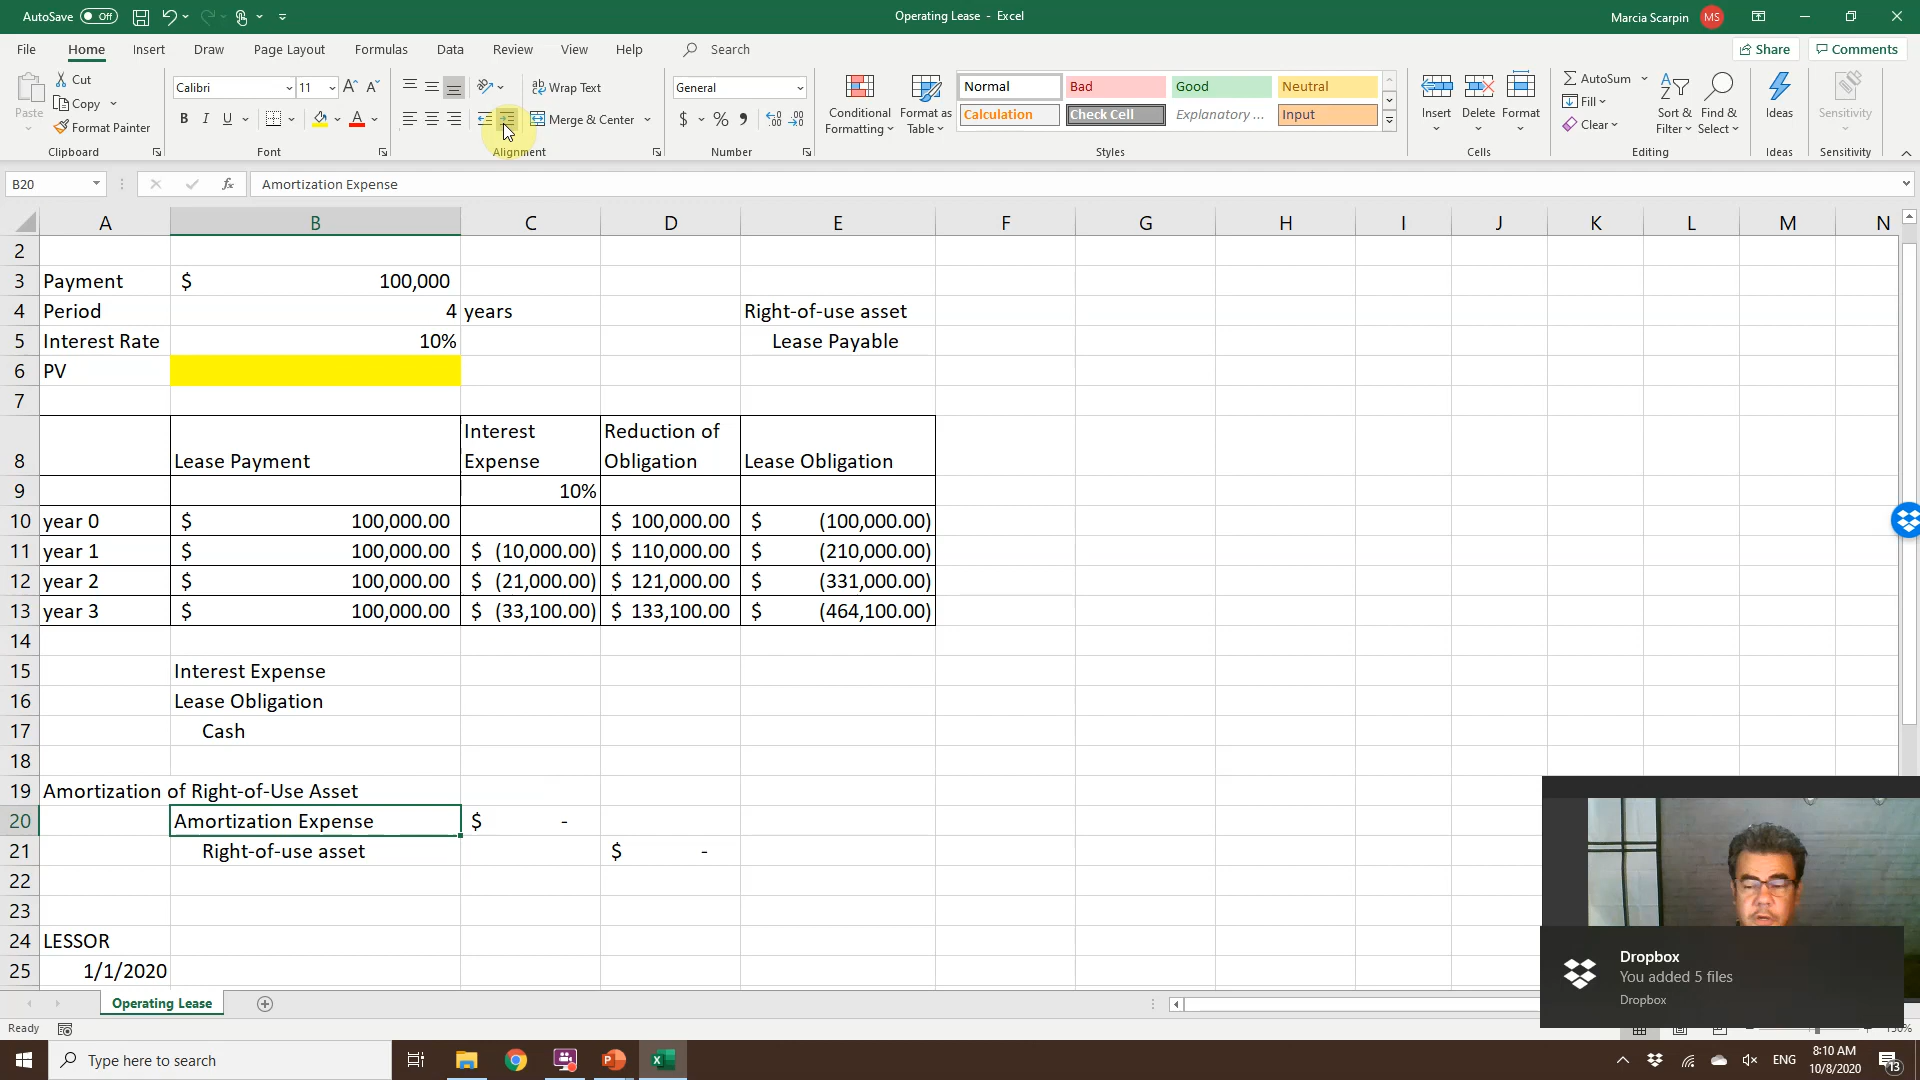 AutoSave Off
Operating Lease - Excel
Marcia Scarpin MS
File Home Insert Draw Page Layout Formulas Data Review View Help Search
Share Comments
Paste
Cut
Copy
Format Painter
Clipboard
Calibri 11
B I U
Font
Wrap Text
Merge & Center
Alignment
General
$ % 9
Number
Conditional Formatting
Format as Table
Normal Bad Good Neutral
Calculation Check Cell Explanatory ... Input
Styles
Insert Delete Format
Cells
AutoSum
Fill
Clear
Sort & Filter
Find & Select
Editing
Ideas
Ideas
Sensitivity
Sensitivity
B20 fx Amortization Expense
A B C D E F G H I J K L M N
2
3 Payment $ 100,000
4 Period 4 years Right-of-use asset
5 Interest Rate 10% Lease Payable
6 PV
7
Interest Reduction of
8 Lease Payment Expense Obligation Lease Obligation
9 10%
10 year 0 $ 100,000.00 $ 100,000.00 $ (100,000.00)
11 year 1 $ 100,000.00 $ (10,000.00) $ 110,000.00 $ (210,000.00)
12 year 2 $ 100,000.00 $ (21,000.00) $ 121,000.00 $ (331,000.00)
13 year 3 $ 100,000.00 $ (33,100.00) $ 133,100.00 $ (464,100.00)
14
15 Interest Expense
16 Lease Obligation
17 Cash
18
19 Amortization of Right-of-Use Asset
20 Amortization Expense $ -
21 Right-of-use asset $ -
22
23
24 LESSOR
25 1/1/2020
Dropbox
You added 5 files
Dropbox
Operating Lease
Ready
Type here to search
ENG
8:10 AM
10/8/2020
13